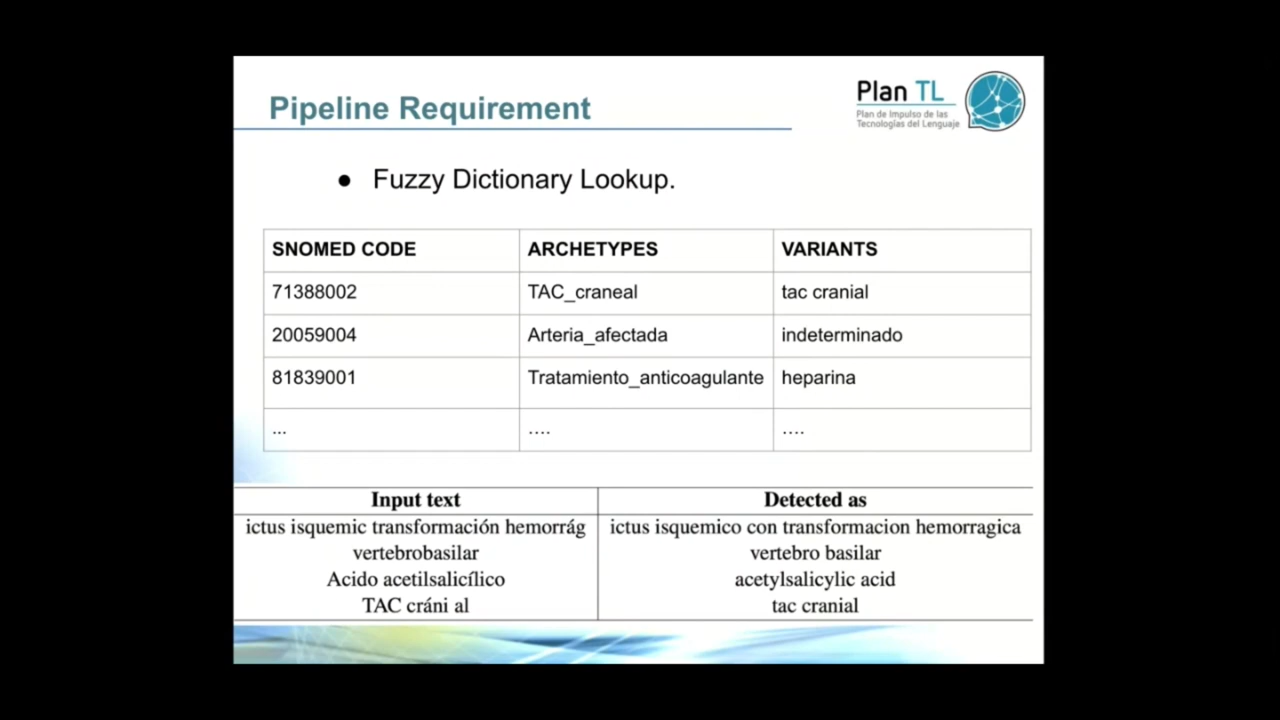 Pipeline Requirement
Plan TL
Plan de Impulso de las
Tecnologías del Lenguaje
● Fuzzy Dictionary Lookup.
SNOMED CODE ARCHETYPES VARIANTS
71388002 TAC_craneal tac cranial
20059004 Arteria_afectada indeterminado
81839001 Tratamiento_anticoagulante heparina
... .... ....
Input text Detected as
ictus isquemic transformación hemorrág ictus isquemico con transformacion hemorragica
vertebrobasilar vertebro basilar
Acido acetilsalicílico acetylsalicylic acid
TAC cráni al tac cranial